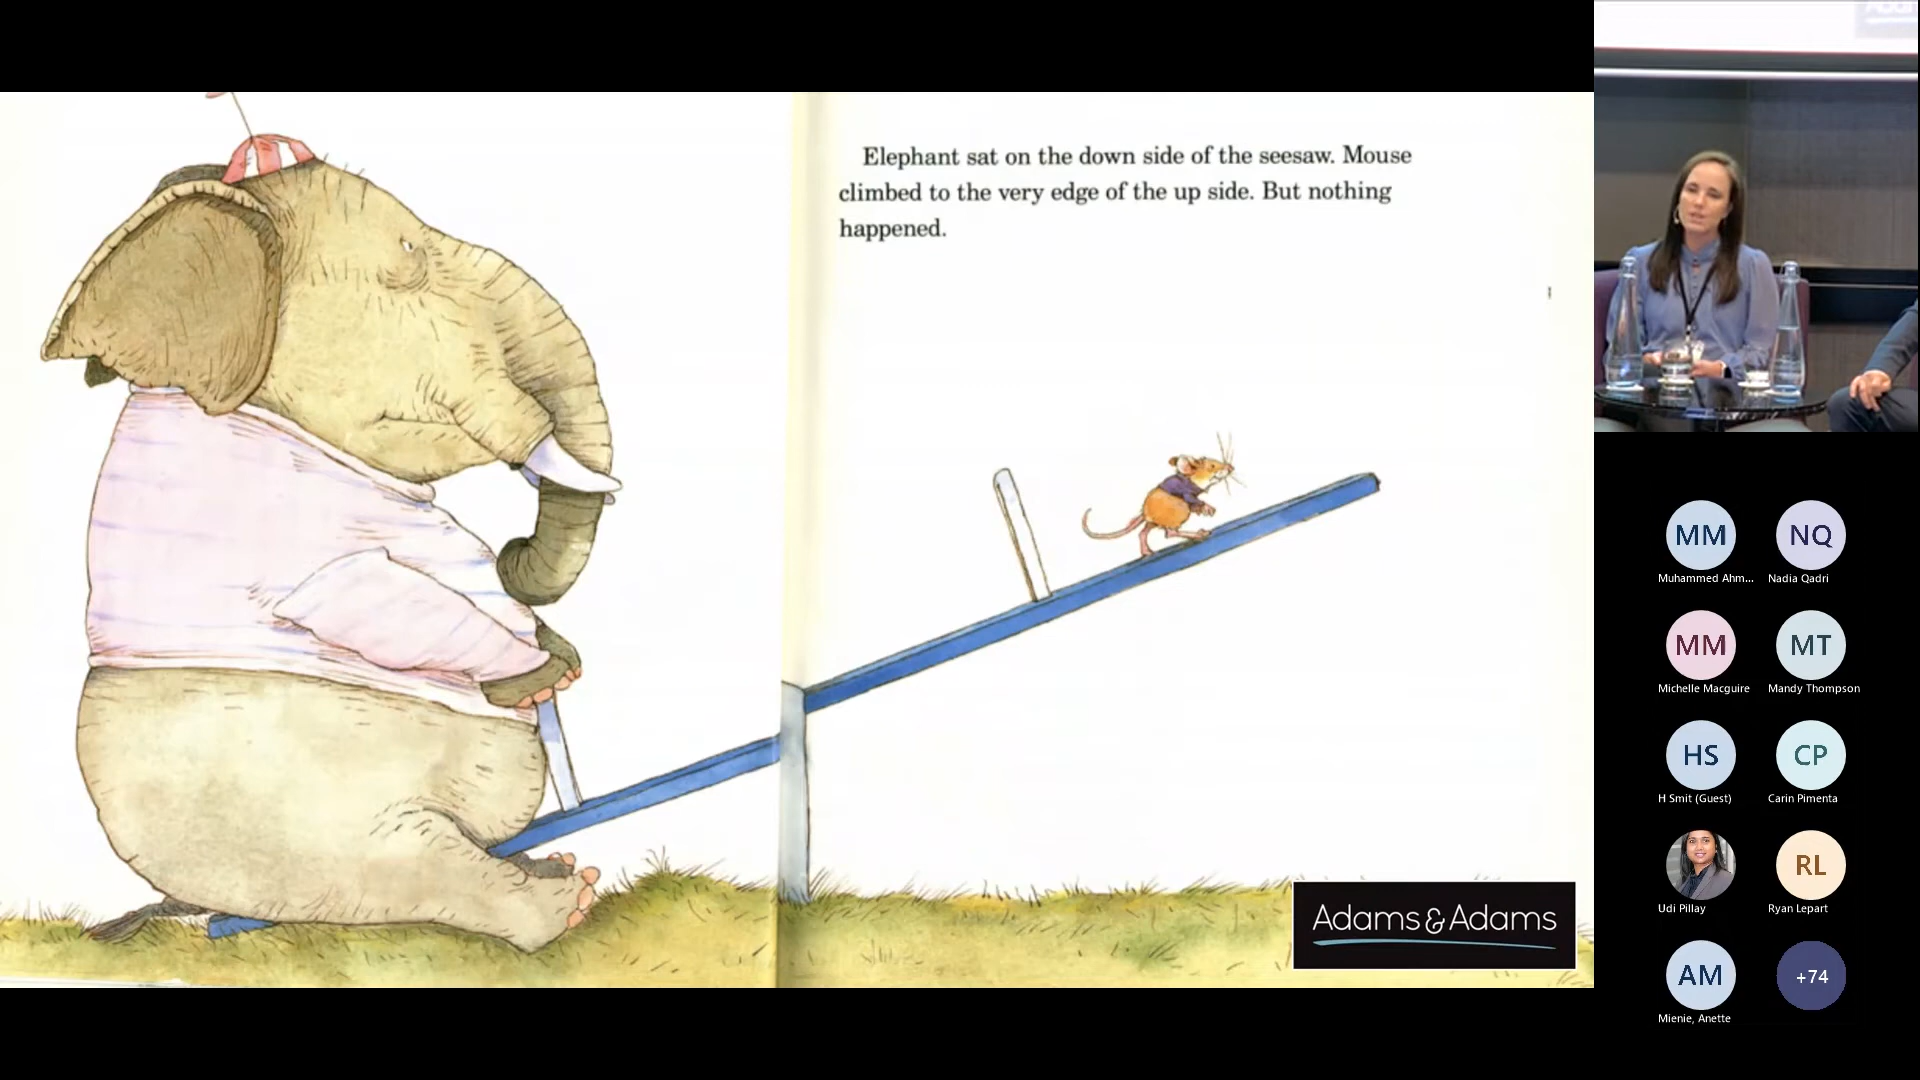 Elephant sat on the down side of the seesaw. Mouse
climbed to the very edge of the up side. But nothing
happened.
Adams & Adams
MM
NQ
Muhammed Ahm...
Nadia Qadri
MM
MT
Michelle Macguire
Mandy Thompson
HS
CP
H Smit (Guest)
Carin Pimenta
RL
Udi Pillay
Ryan Lepart
AM
+74
Mienie, Anette